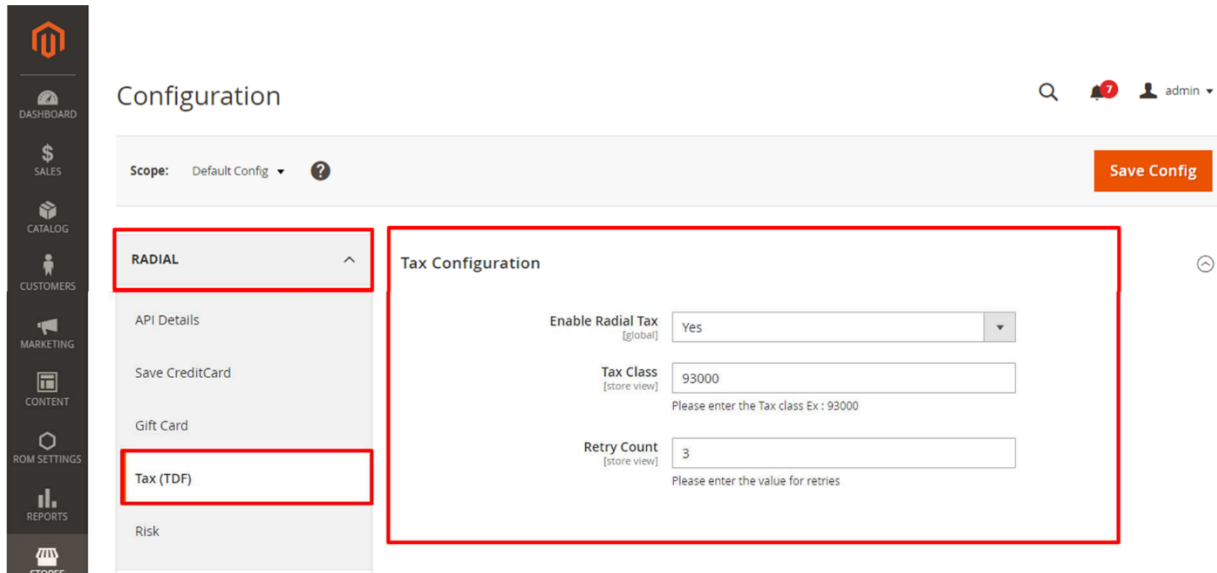 Configuration
7
admin
DASHBOARD
SALES
CATALOG
CUSTOMERS
MARKETING
CONTENT
ROM SETTINGS
REPORTS
STORES
Scope: Default Config ?
Save Config
RADIAL
API Details
Save CreditCard
Gift Card
Tax (TDF)
Risk
Tax Configuration
Enable Radial Tax
[global]
Yes
Tax Class
[store view]
93000
Please enter the Tax class Ex : 93000
Retry Count
[store view]
3
Please enter the value for retries